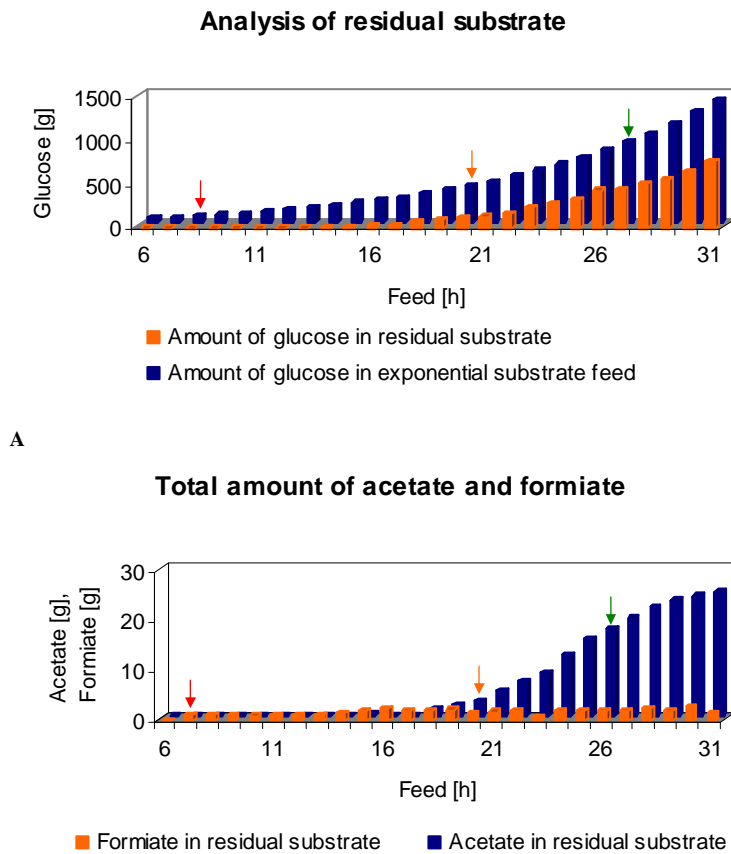 Analysis of residual substrate
1500
1000
500
0
Glucose [g]
6 11 16 21 26 31
Feed [h]
Amount of glucose in residual substrate
Amount of glucose in exponential substrate feed
A
Total amount of acetate and formiate
30
20
10
0
Acetate [g],
Formiate [g]
6 11 16 21 26 31
Feed [h]
Formiate in residual substrate Acetate in residual substrate